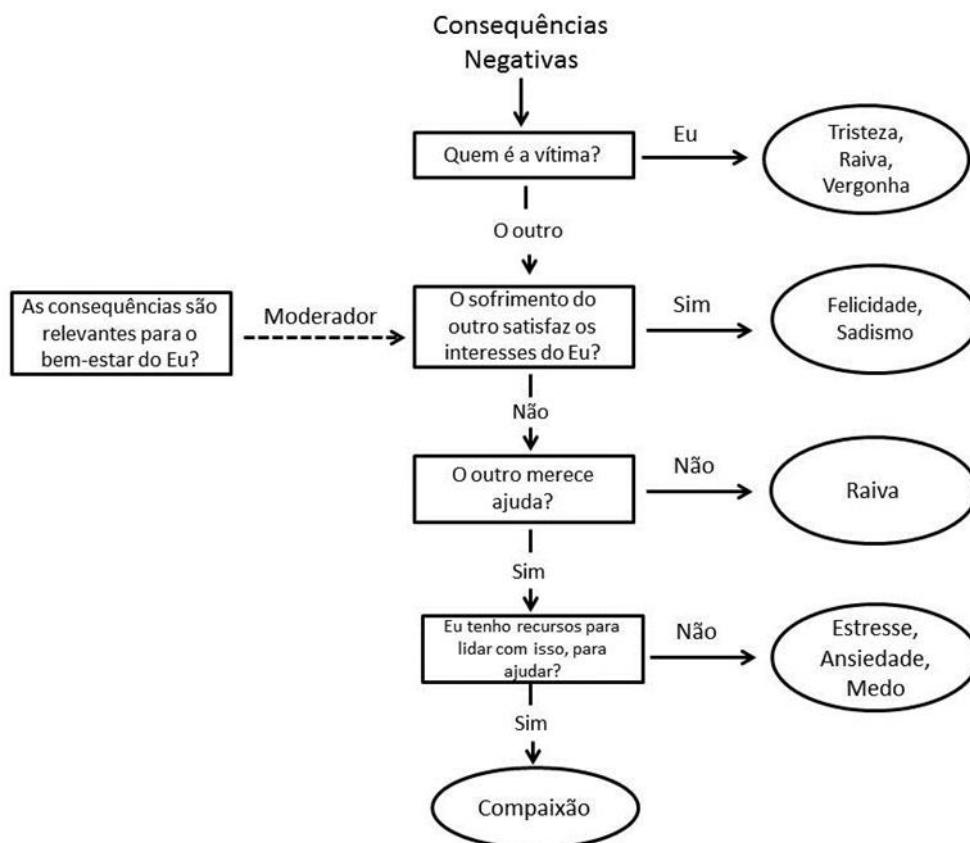 Consequências
Negativas
Quem é a vítima?
Eu
Tristeza,
Raiva,
Vergonha
O outro
As consequências são
relevantes para o
bem-estar do Eu?
Moderador
O sofrimento do
outro satisfaz os
interesses do Eu?
Sim
Felicidade,
Sadismo
Não
O outro merece
ajuda?
Não
Raiva
Sim
Eu tenho recursos para
lidar com isso, para
ajudar?
Não
Estresse,
Ansiedade,
Medo
Sim
Compaixão